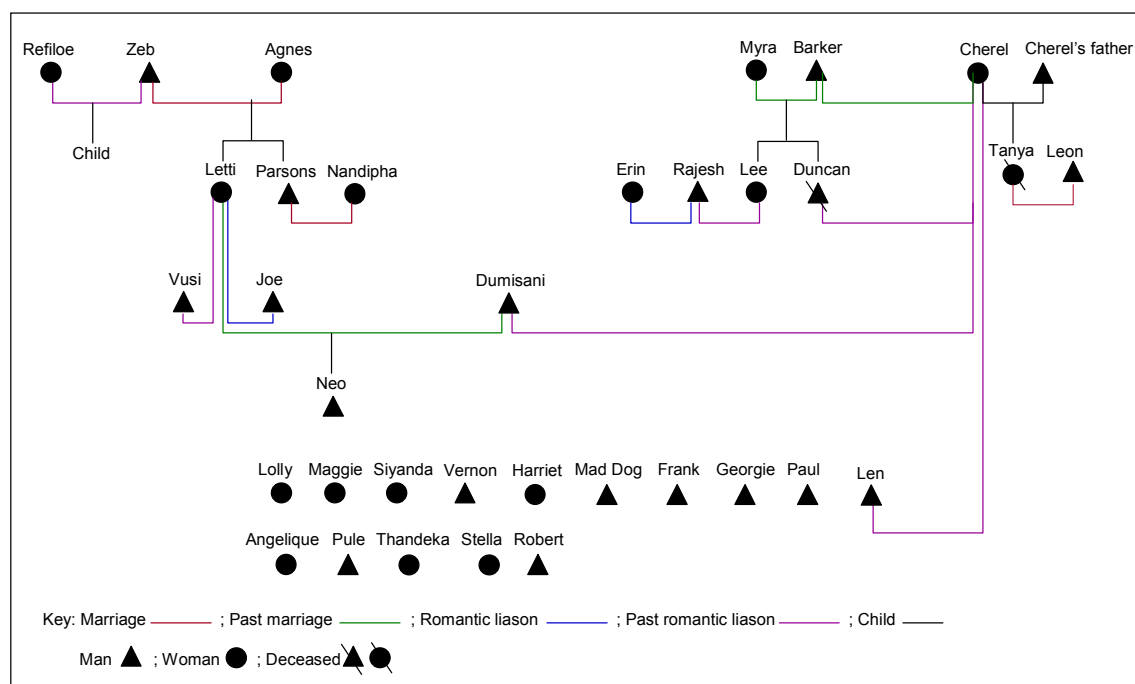 Refiloe Zeb Agnes Myra Barker Cherel Cherel's father
Child
Letti Parsons Nandipha Erin Rajesh Lee Duncan Tanya Leon
Vusi Joe Dumisani
Neo
Lolly Maggie Siyanda Vernon Harriet Mad Dog Frank Georgie Paul Len
Angelique Pule Thandeka Stella Robert
Key: Marriage ; Past marriage ; Romantic liason ; Past romantic liason ; Child
Man ; Woman ; Deceased